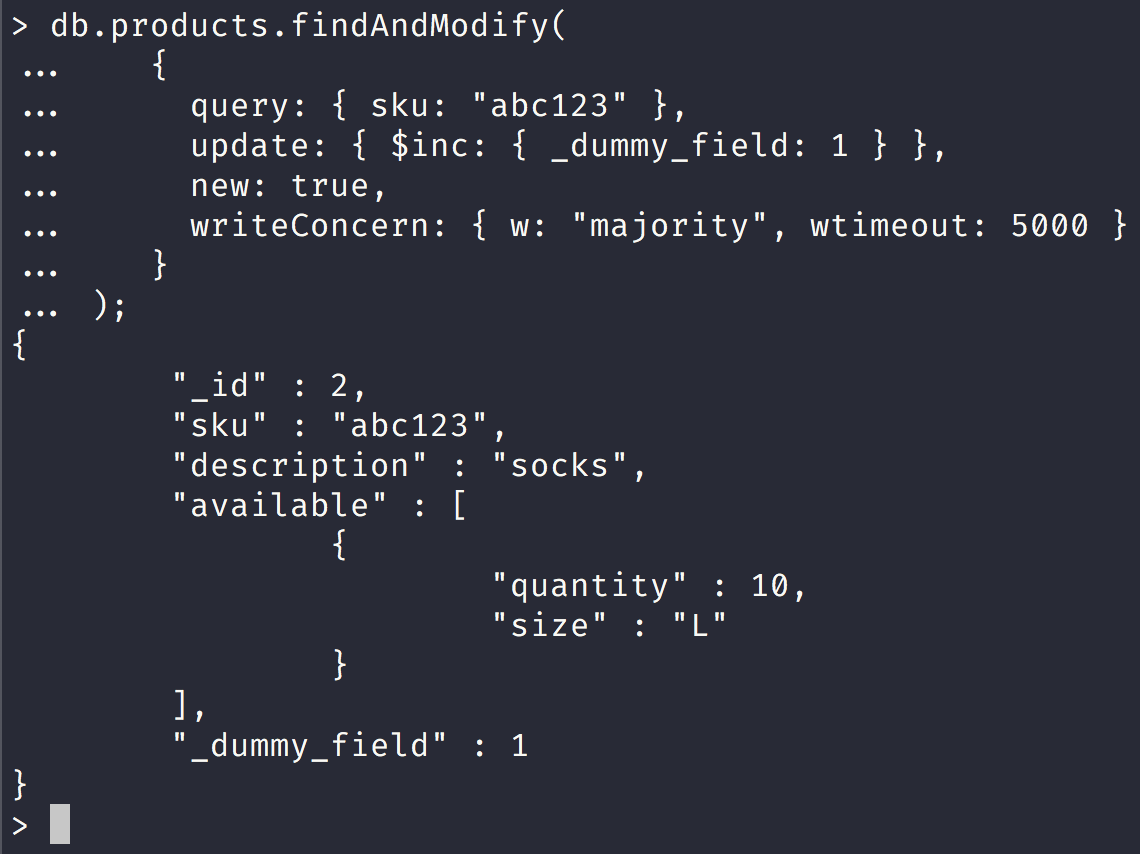 > db.products.findAndModify(
...     {
...       query: { sku: "abc123" },
...       update: { $inc: { _dummy_field: 1 } },
...       new: true,
...       writeConcern: { w: "majority", wtimeout: 5000 }
...     }
...  );
{
        "_id" : 2,
        "sku" : "abc123",
        "description" : "socks",
        "available" : [
                {
                        "quantity" : 10,
                        "size" : "L"
                }
        ],
        "_dummy_field" : 1
}
>